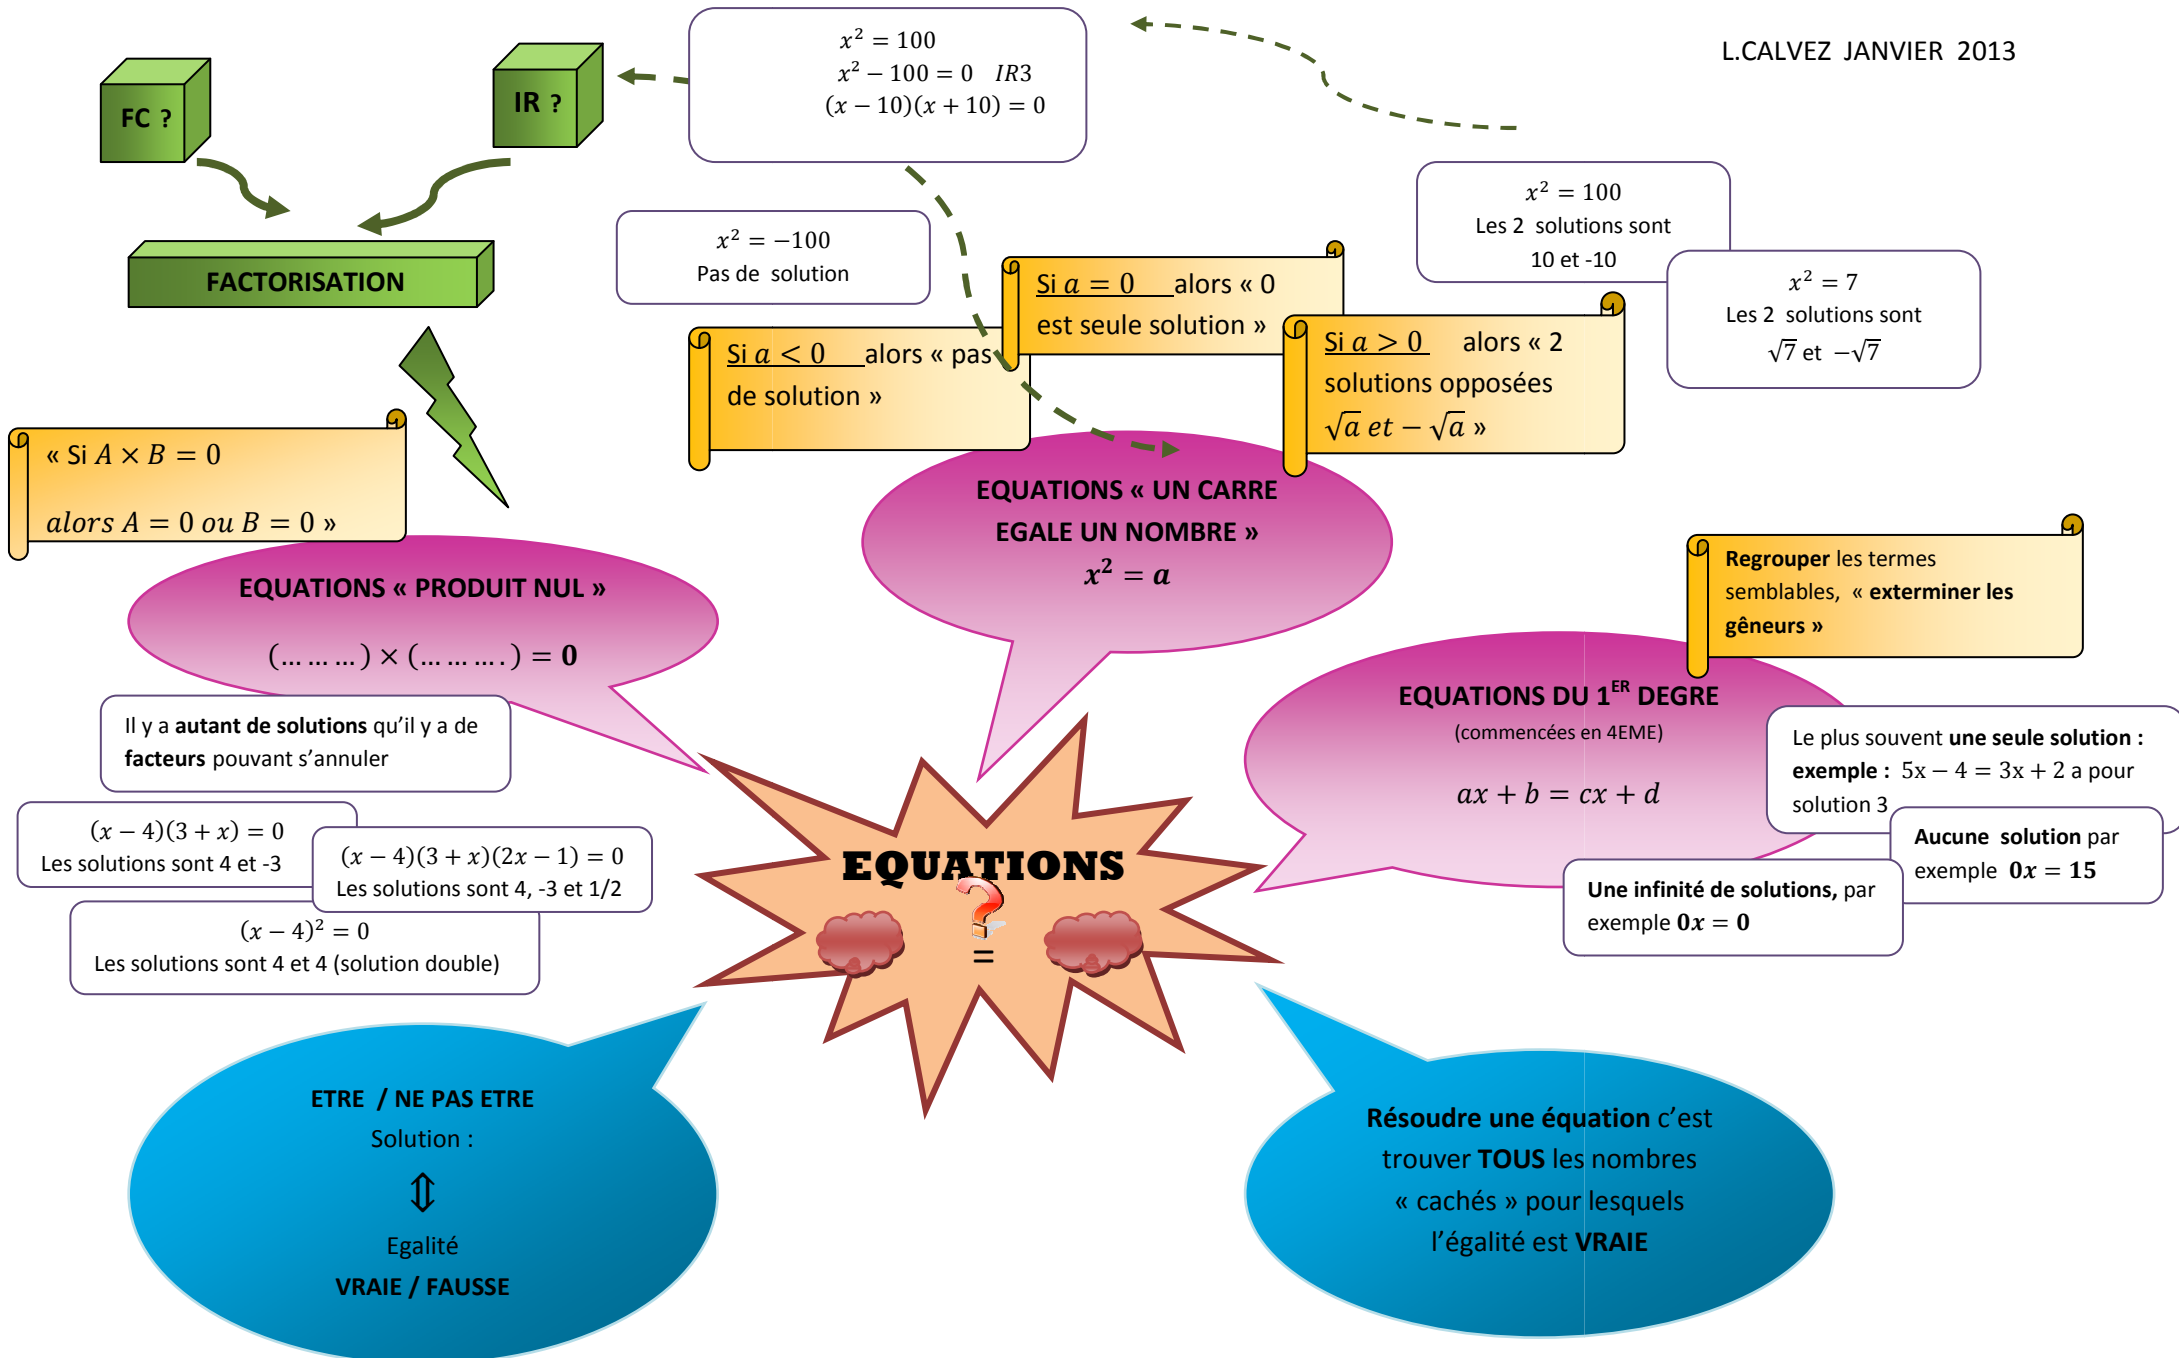 L.CALVEZ JANVIER 2013
FC ?
IR ?
FACTORISATION
x² = 100
x² − 100 = 0 IR3
(x − 10)(x + 10) = 0
x² = −100
Pas de solution
x² = 100
Les 2 solutions sont
10 et -10
x² = 7
Les 2 solutions sont
√7 et −√7
Si a < 0 alors « pas
de solution »
Si a = 0 alors « 0
est seule solution »
Si a > 0 alors « 2
solutions opposées
√a et − √a »
EQUATIONS « UN CARRE
EGALE UN NOMBRE »
x² = a
« Si A × B = 0
alors A = 0 ou B = 0 »
EQUATIONS « PRODUIT NUL »
(… … …) × (… … … . ) = 0
Il y a autant de solutions qu’il y a de
facteurs pouvant s’annuler
(x − 4)(3 + x) = 0
Les solutions sont 4 et -3
(x − 4)(3 + x)(2x − 1) = 0
Les solutions sont 4, -3 et 1/2
(x − 4)² = 0
Les solutions sont 4 et 4 (solution double)
Regrouper les termes
semblables, « exterminer les
gêneurs »
EQUATIONS DU 1ER DEGRE
(commencées en 4EME)
ax + b = cx + d
Le plus souvent une seule solution :
exemple : 5x − 4 = 3x + 2 a pour
solution 3
Aucune solution par
exemple 0x = 15
Une infinité de solutions, par
exemple 0x = 0
EQUATIONS
?
=
ETRE / NE PAS ETRE
Solution :
⇕
Egalité
VRAIE / FAUSSE
Résoudre une équation c’est
trouver TOUS les nombres
« cachés » pour lesquels
l’égalité est VRAIE